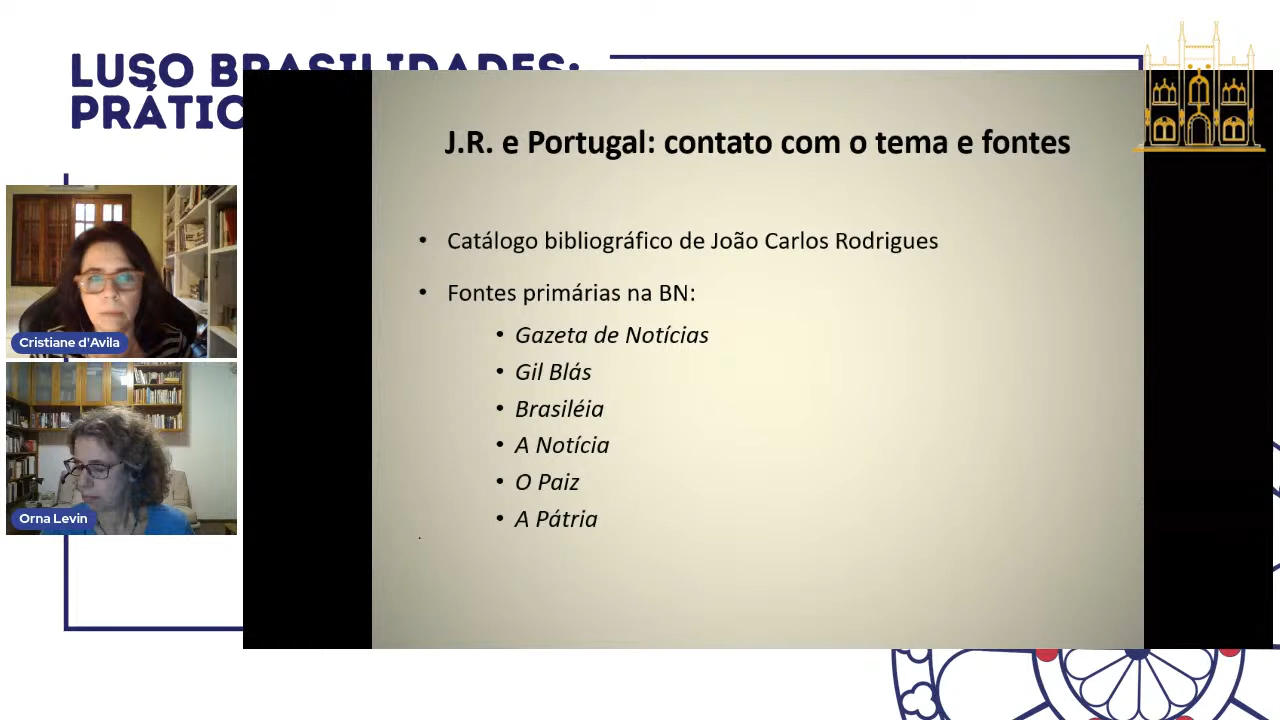 LUSO BRASILIDADES:
PRÁTIC
J.R. e Portugal: contato com o tema e fontes
• Catálogo bibliográfico de João Carlos Rodrigues
• Fontes primárias na BN:
• Gazeta de Notícias
• Gil Blás
• Brasiléia
• A Notícia
• O Paiz
• A Pátria
Cristiane d'Avila
Orna Levin